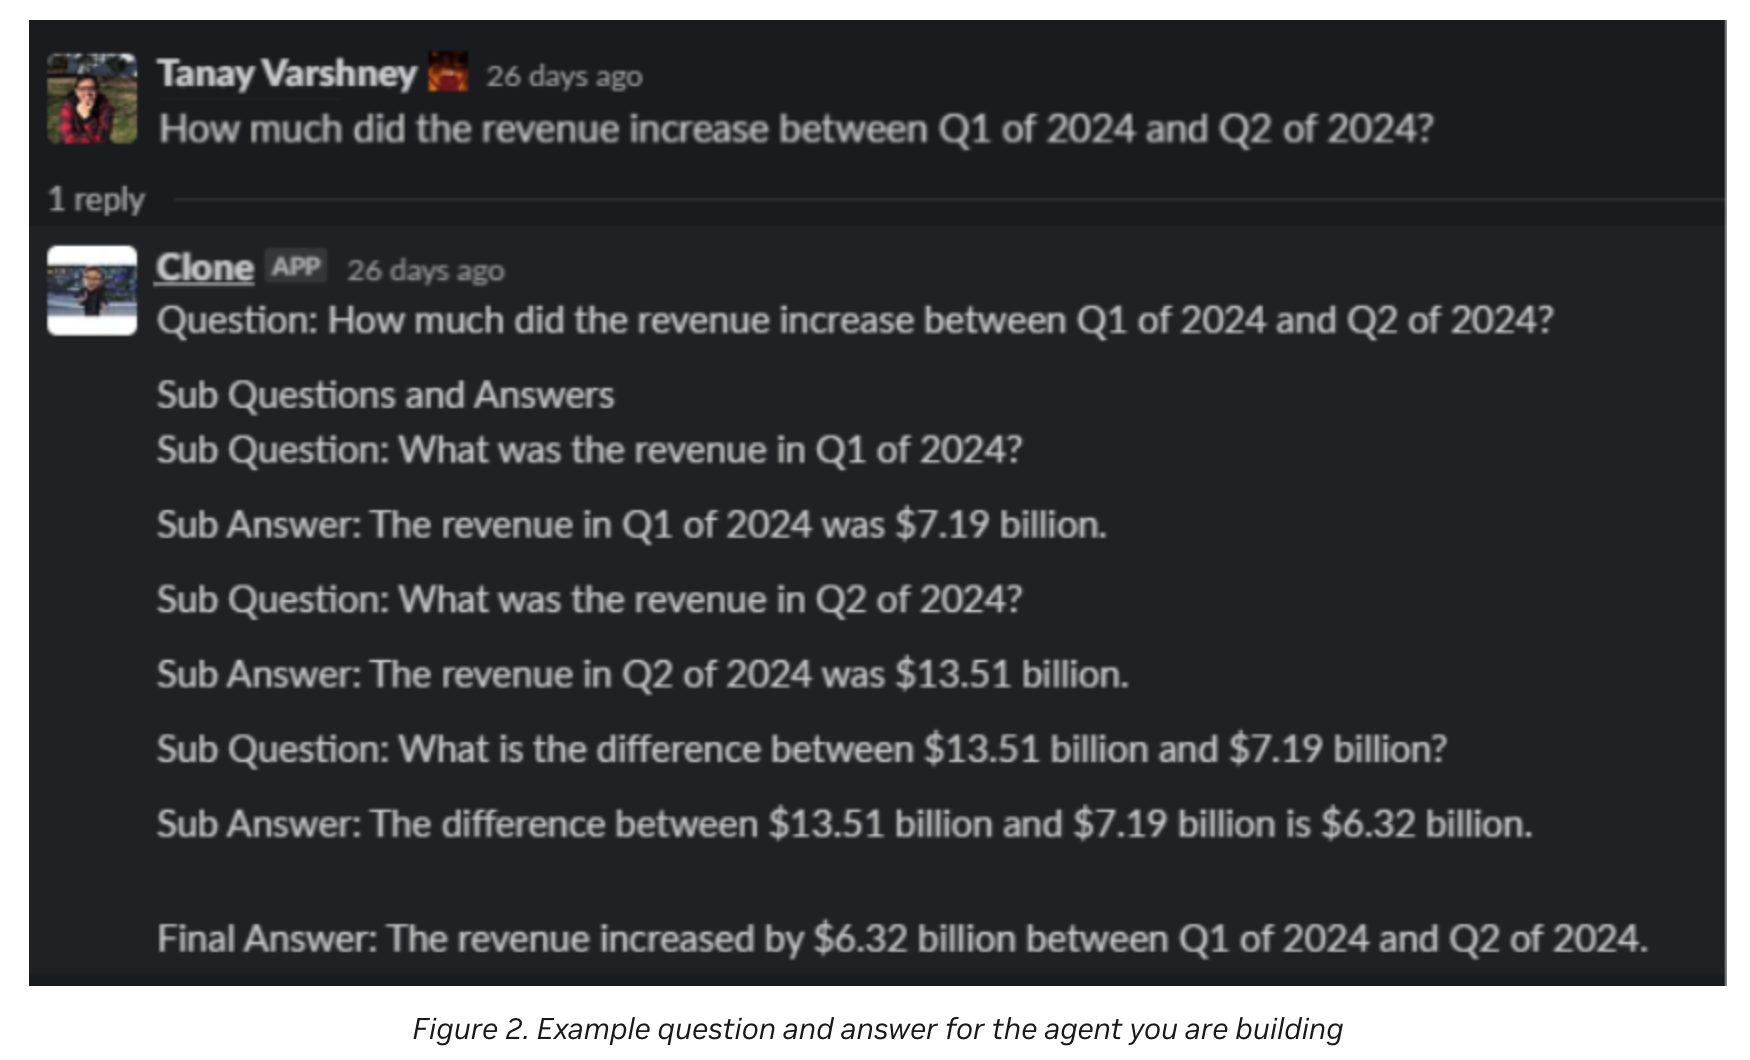 Tanay Varshney 26 days ago
How much did the revenue increase between Q1 of 2024 and Q2 of 2024?
1 reply
Clone APP 26 days ago
Question: How much did the revenue increase between Q1 of 2024 and Q2 of 2024?
Sub Questions and Answers
Sub Question: What was the revenue in Q1 of 2024?
Sub Answer: The revenue in Q1 of 2024 was $7.19 billion.
Sub Question: What was the revenue in Q2 of 2024?
Sub Answer: The revenue in Q2 of 2024 was $13.51 billion.
Sub Question: What is the difference between $13.51 billion and $7.19 billion?
Sub Answer: The difference between $13.51 billion and $7.19 billion is $6.32 billion.
Final Answer: The revenue increased by $6.32 billion between Q1 of 2024 and Q2 of 2024.
Figure 2. Example question and answer for the agent you are building